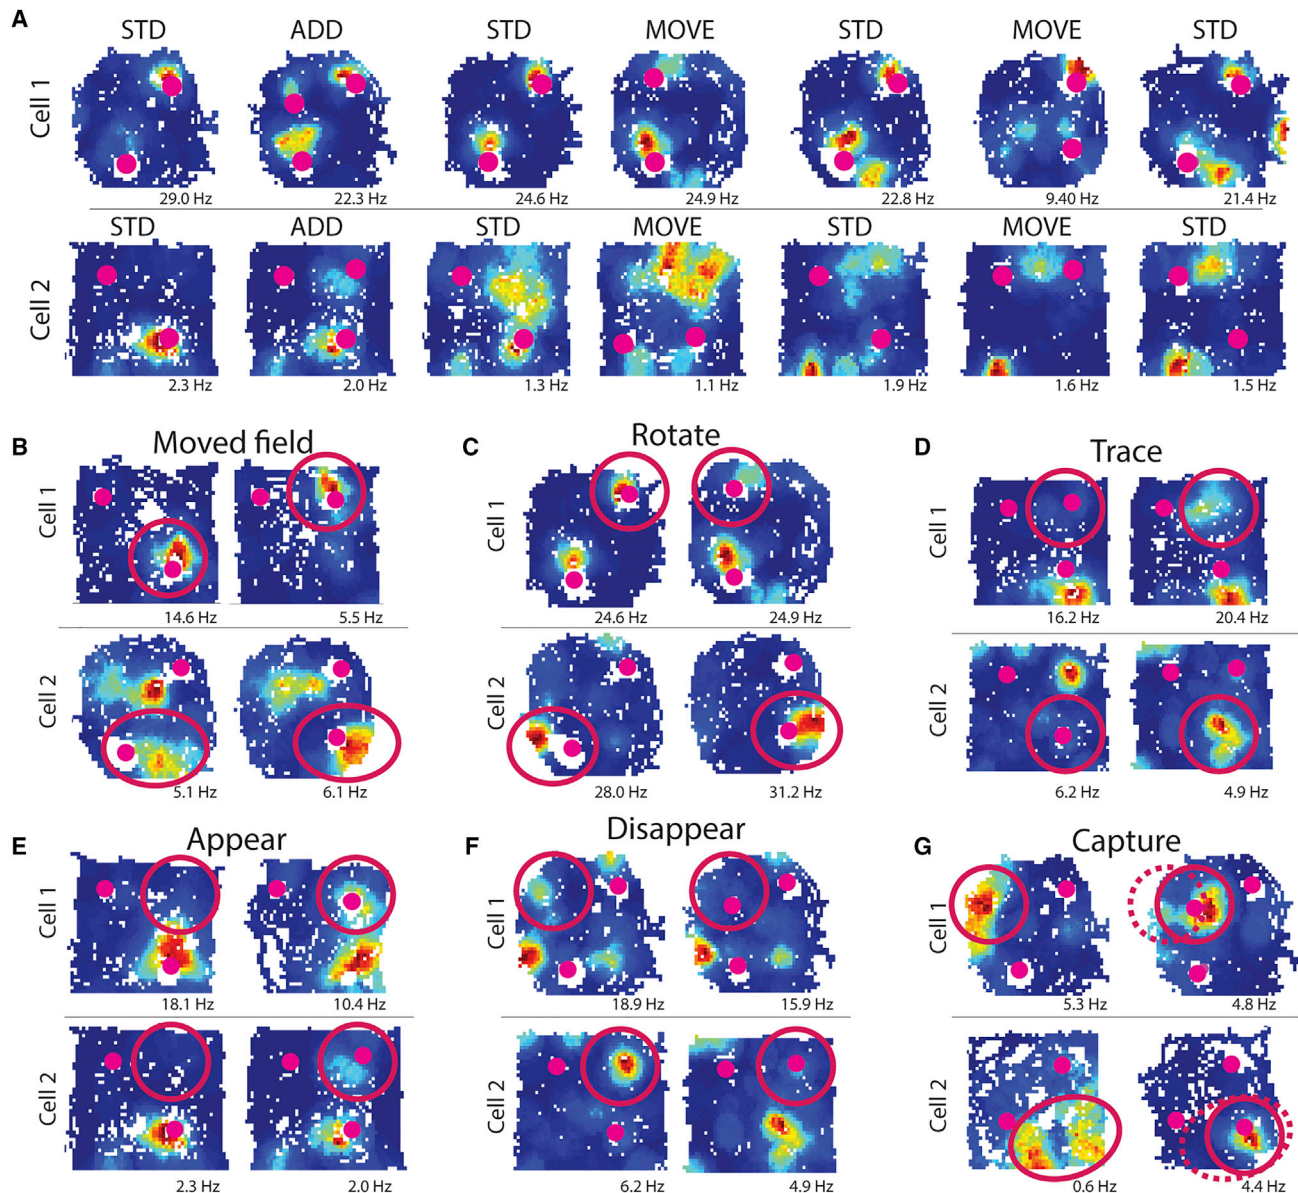 A
STD ADD STD MOVE STD MOVE STD
Cell 1
29.0 Hz 22.3 Hz 24.6 Hz 24.9 Hz 22.8 Hz 9.40 Hz 21.4 Hz
STD ADD STD MOVE STD MOVE STD
Cell 2
2.3 Hz 2.0 Hz 1.3 Hz 1.1 Hz 1.9 Hz 1.6 Hz 1.5 Hz
B Moved field
Cell 1
14.6 Hz 5.5 Hz
Cell 2
5.1 Hz 6.1 Hz
C Rotate
Cell 1
24.6 Hz 24.9 Hz
Cell 2
28.0 Hz 31.2 Hz
D Trace
Cell 1
16.2 Hz 20.4 Hz
Cell 2
6.2 Hz 4.9 Hz
E Appear
Cell 1
18.1 Hz 10.4 Hz
Cell 2
2.3 Hz 2.0 Hz
F Disappear
Cell 1
18.9 Hz 15.9 Hz
Cell 2
6.2 Hz 4.9 Hz
G Capture
Cell 1
5.3 Hz 4.8 Hz
Cell 2
0.6 Hz 4.4 Hz